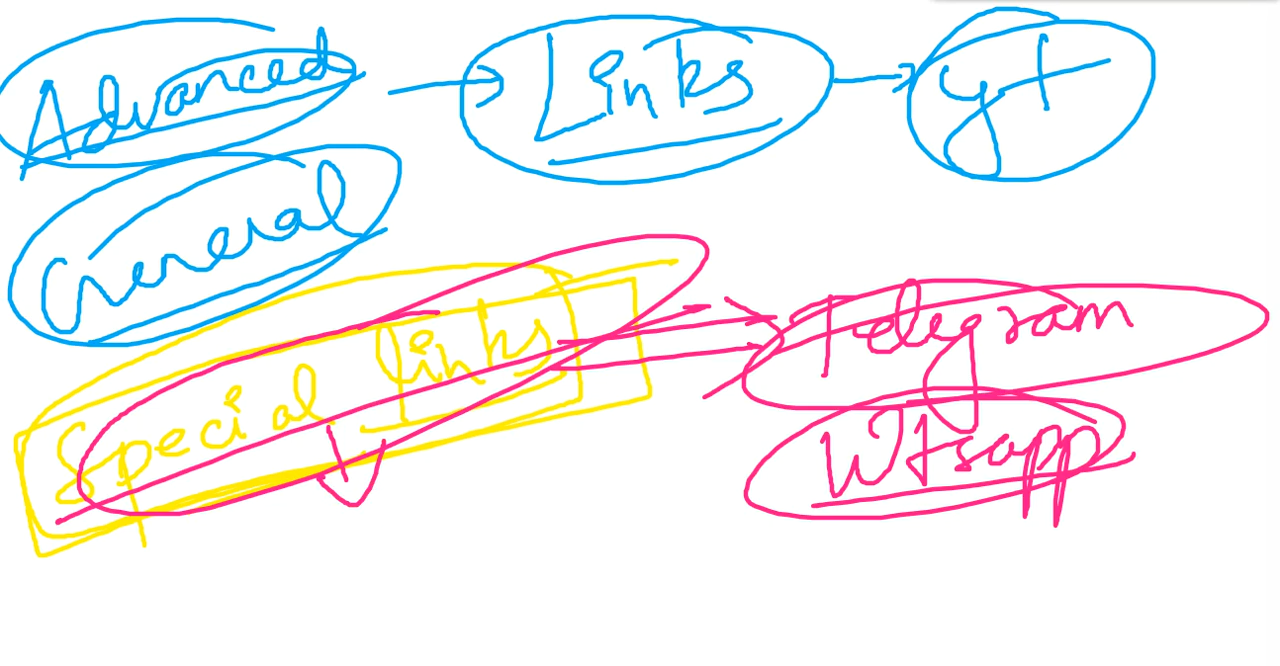 Advanced → Links → yt
General
Special links → Telegram
Wtsapp